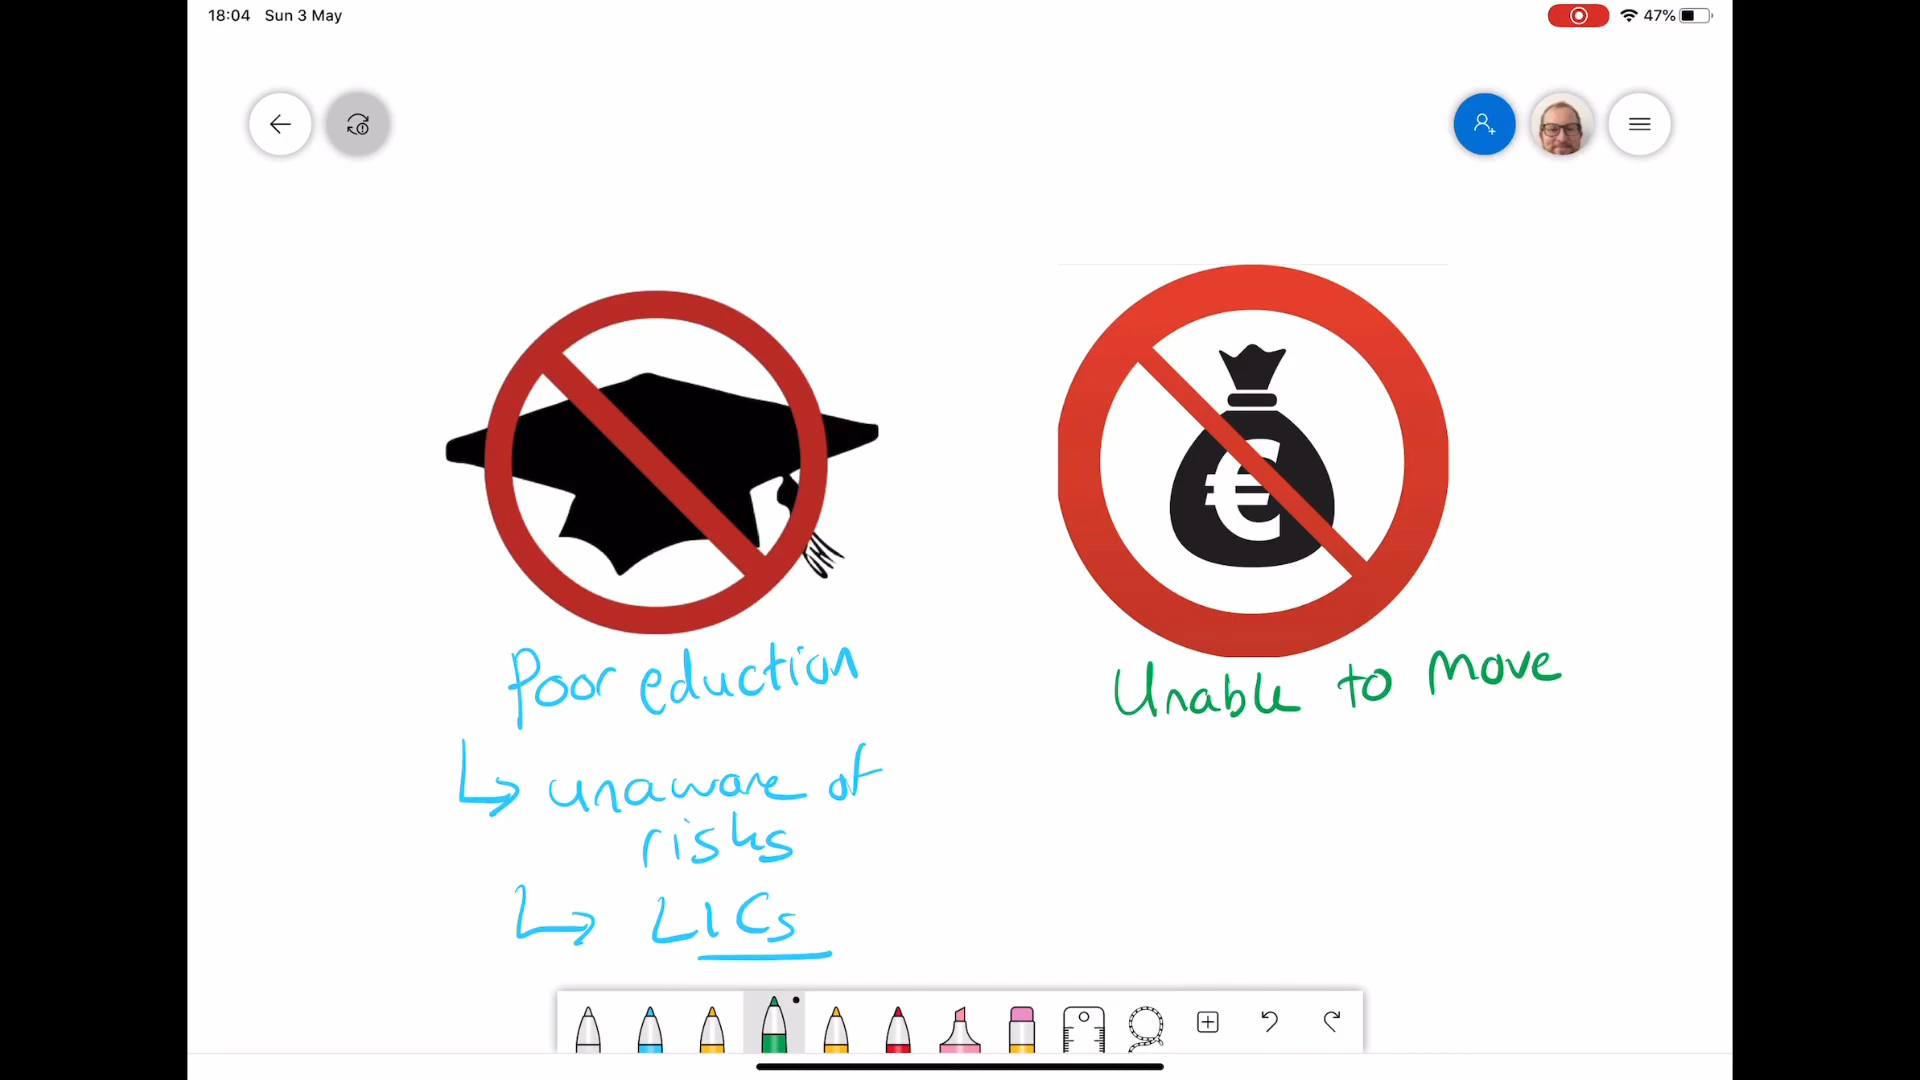 18:04 Sun 3 May
47%
€
Poor eduction
Unable to move
unaware of
risks
LICs